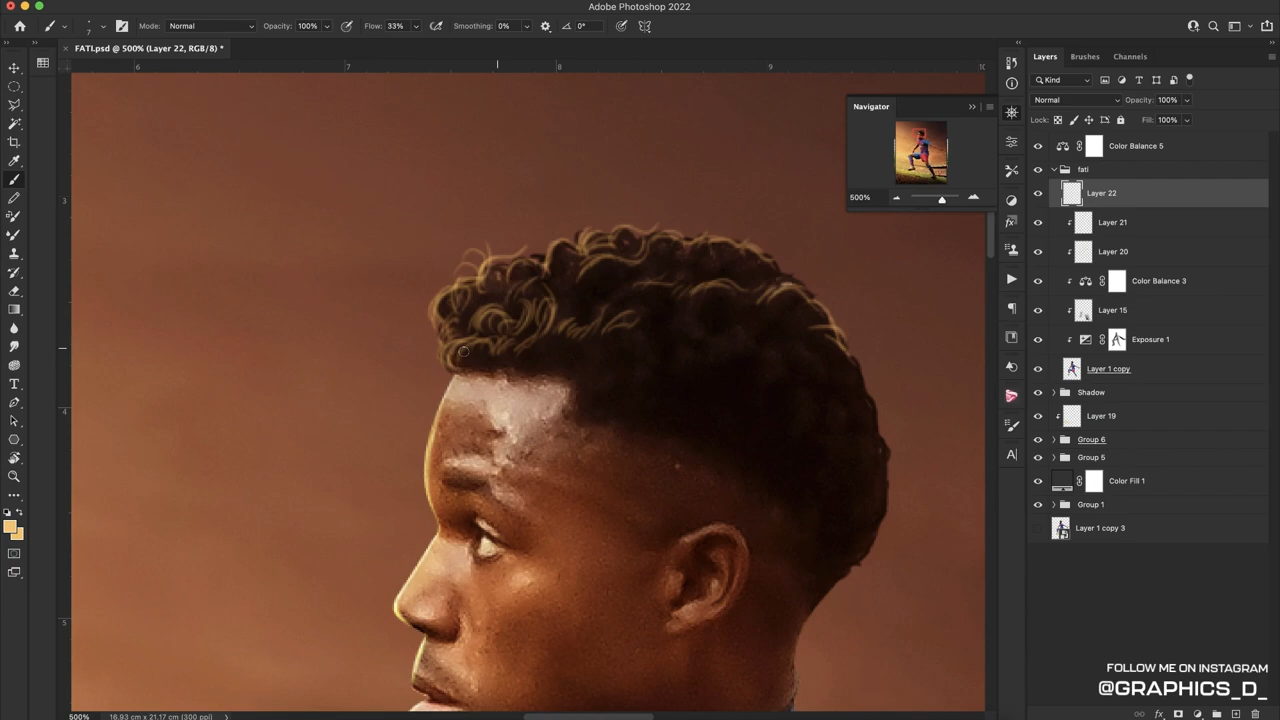 Adobe Photoshop 2022
7
Mode: Normal
Opacity: 100%
Flow: 33%
Smoothing: 0%
0°
FATI.psd @ 500% (Layer 22, RGB/8) *
6
7
8
9
10
3
4
5
Navigator
500%
Layers
Brushes
Channels
Kind
Normal
Opacity: 100%
Lock:
Fill: 100%
Color Balance 5
fati
Layer 22
Layer 21
Layer 20
Color Balance 3
Layer 15
Exposure 1
Layer 1 copy
Shadow
Layer 19
Group 6
Group 5
Color Fill 1
Group 1
Layer 1 copy 3
FOLLOW ME ON INSTAGRAM
@GRAPHICS_D_
500%
16.93 cm x 21.17 cm (300 ppi)